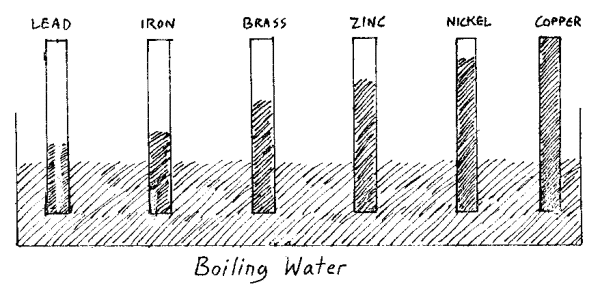 LEAD IRON BRASS ZINC NICKEL COPPER
Boiling Water